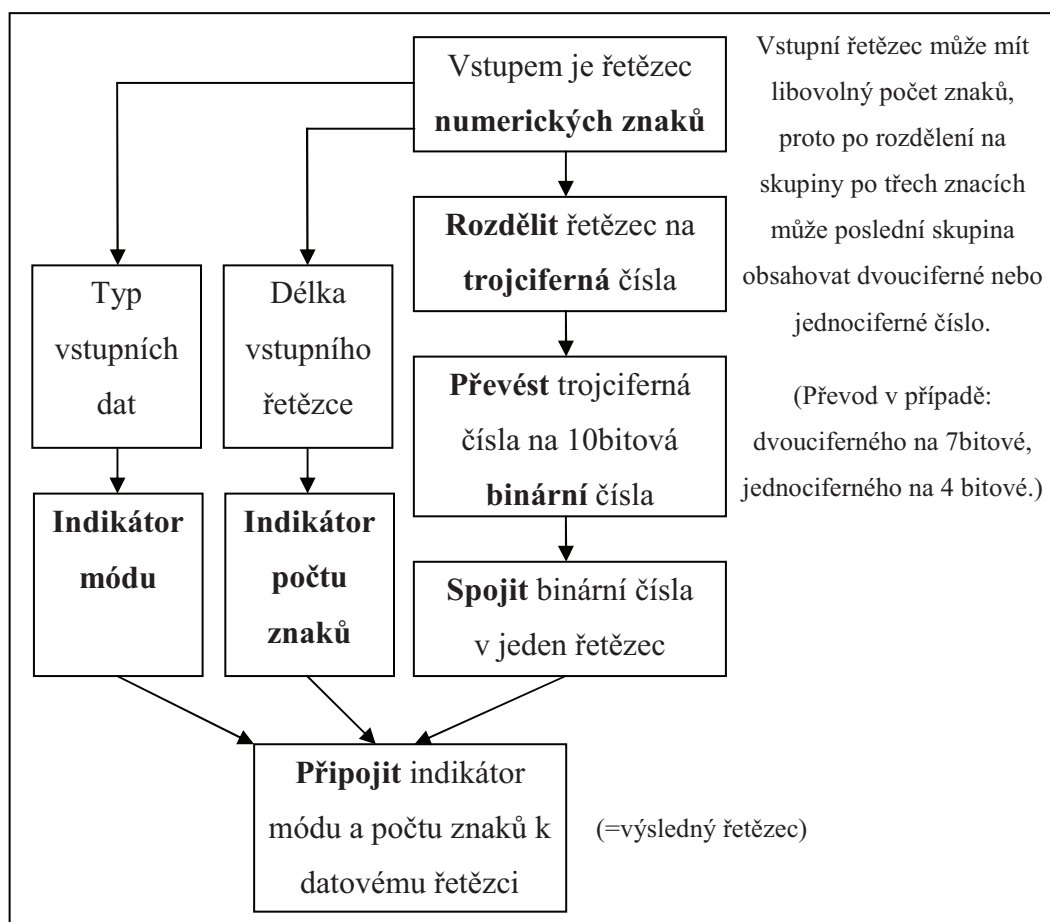 Vstupem je řetězec
numerických znaků
Vstupní řetězec může mít
libovolný počet znaků,
proto po rozdělení na
skupiny po třech znacích
může poslední skupina
obsahovat dvouciferné nebo
jednociferné číslo.
(Převod v případě:
dvouciferného na 7bitové,
jednociferného na 4 bitové.)
Rozdělit řetězec na
trojciferná čísla
Typ
vstupních
dat
Délka
vstupního
řetězce
Převést trojciferná
čísla na 10bitová
binární čísla
Indikátor
módu
Indikátor
počtu
znaků
Spojit binární čísla
v jeden řetězec
Připojit indikátor
módu a počtu znaků k
datovému řetězci
(=výsledný řetězec)